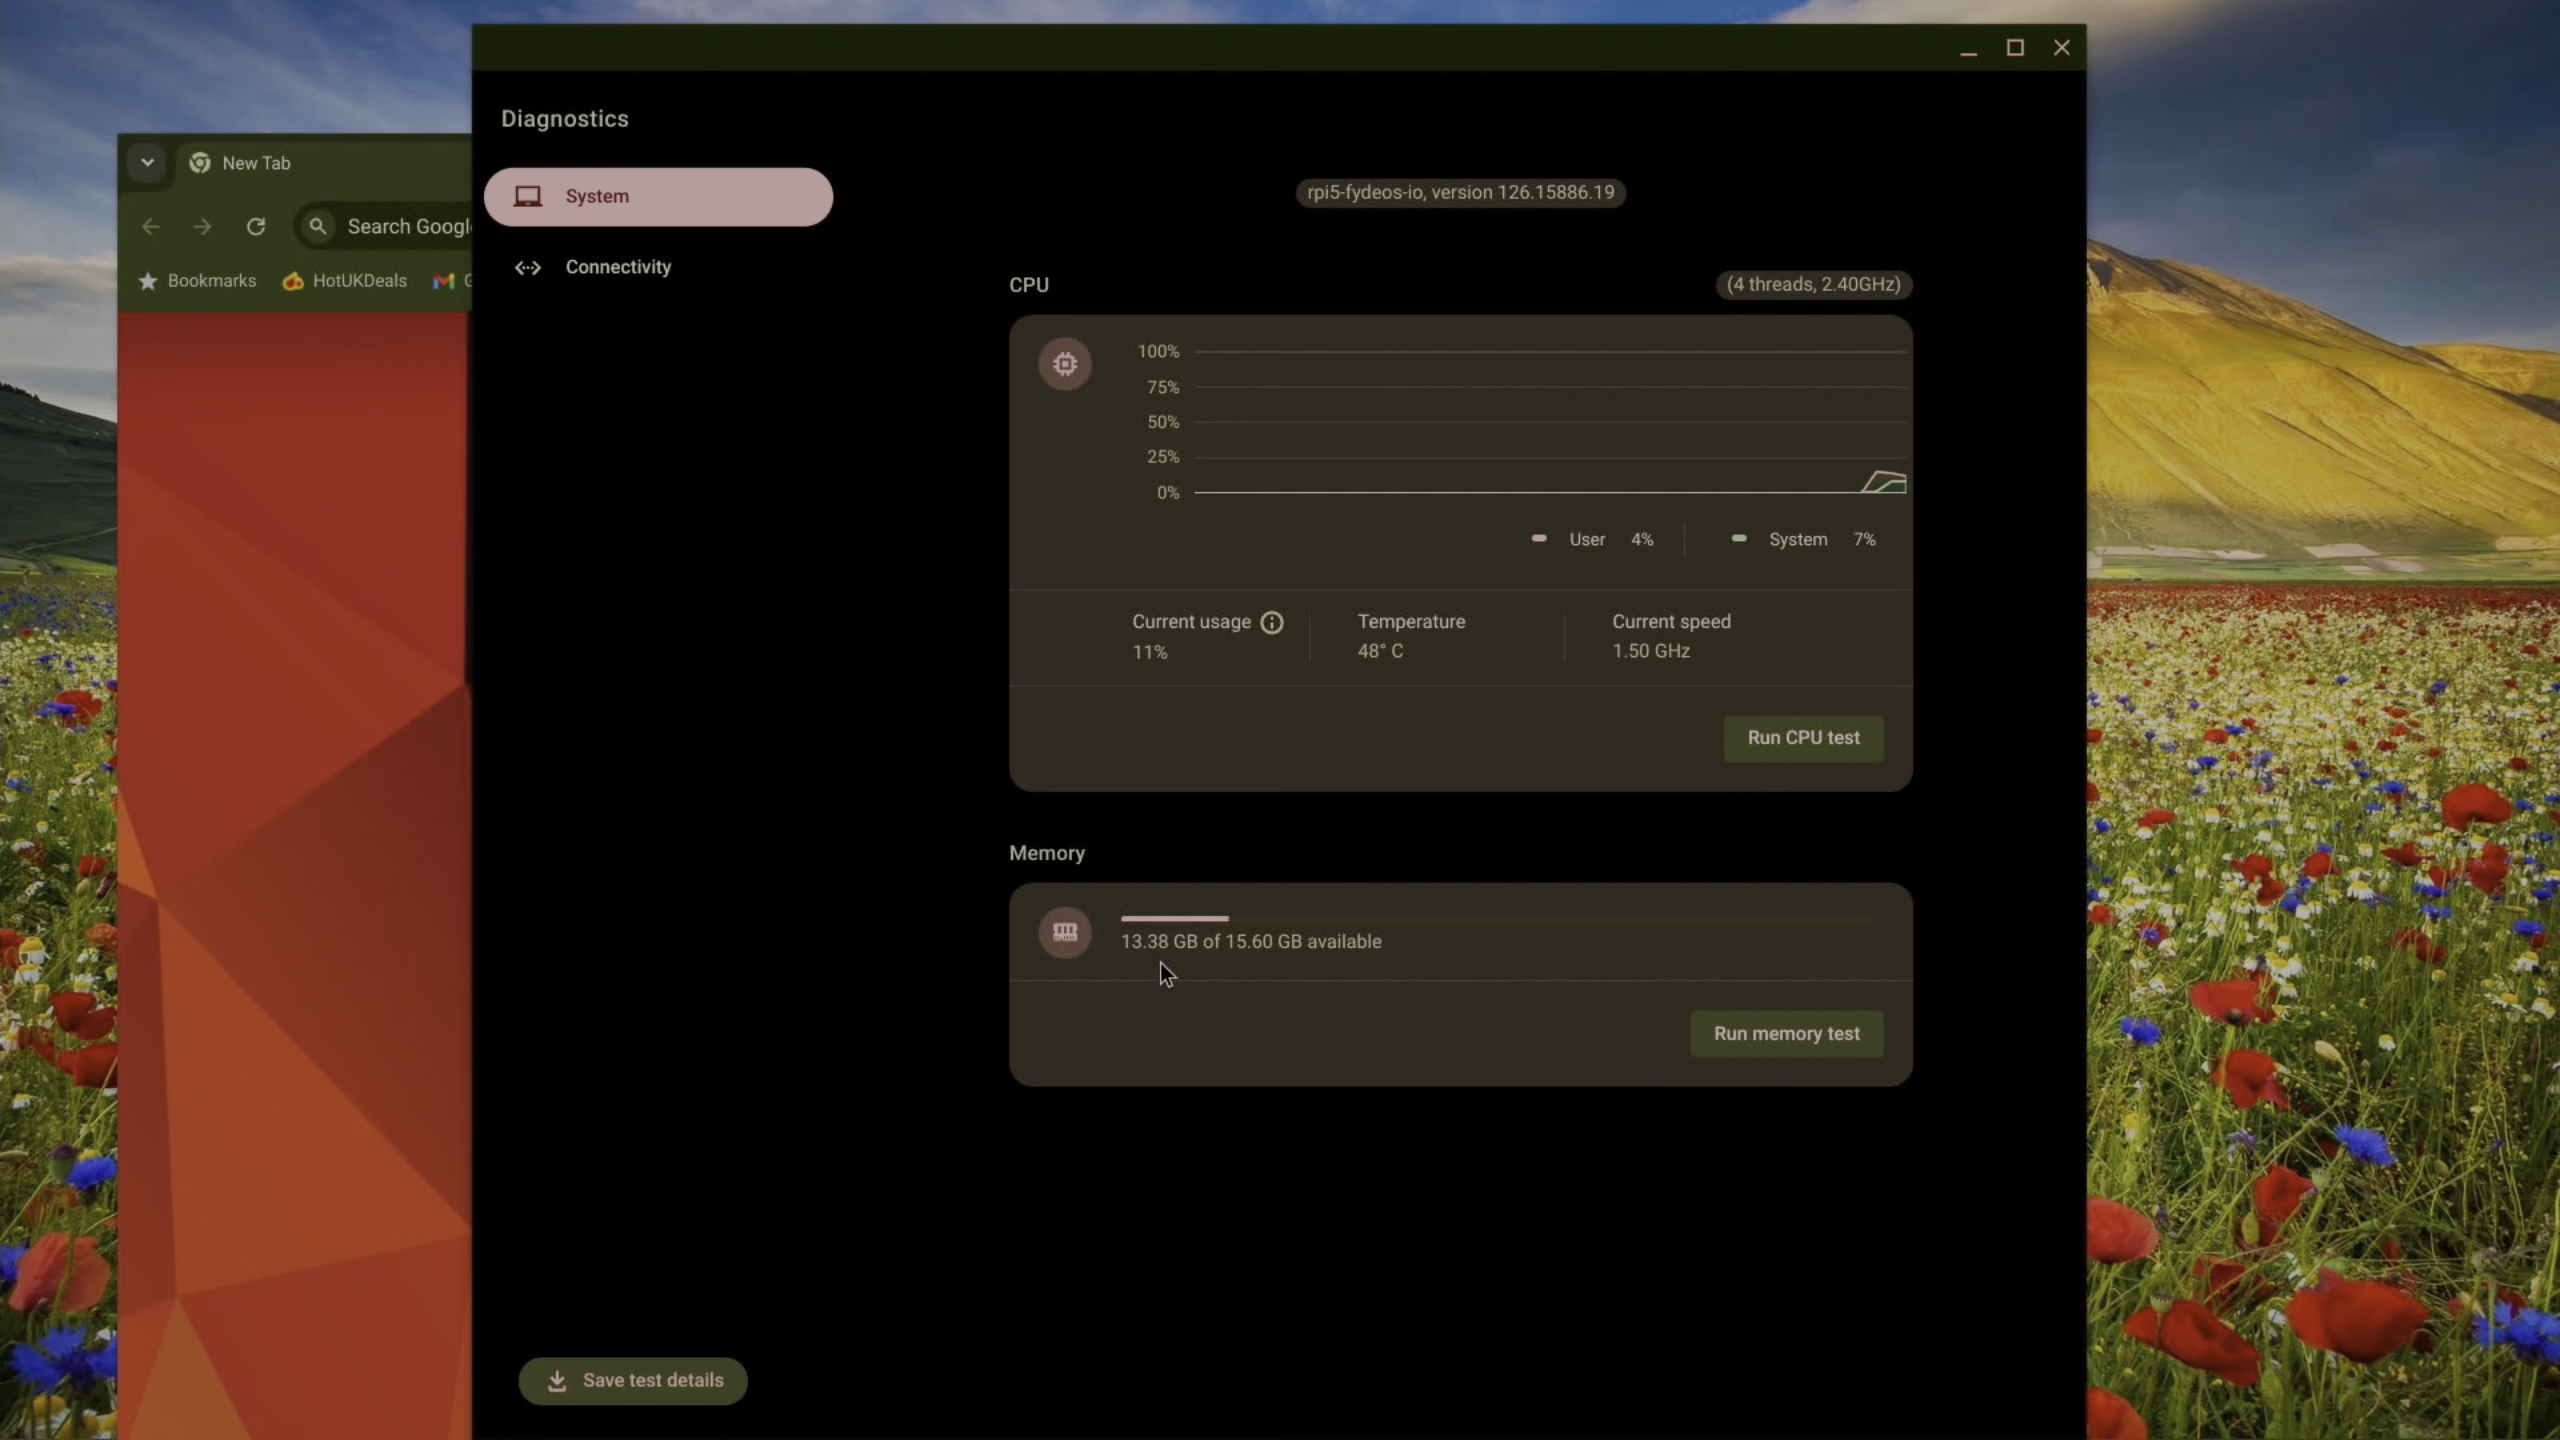 Diagnostics
New Tab
System
rpi5-fydeos-io, version 126.15886.19
Search Googl
Connectivity
Bookmarks
HotUKDeals
G
CPU
(4 threads, 2.40GHz)
100%
75%
50%
25%
0%
User 4%
System 7%
Current usage
Temperature
Current speed
11%
48° C
1.50 GHz
Run CPU test
Memory
13.38 GB of 15.60 GB available
Run memory test
Save test details